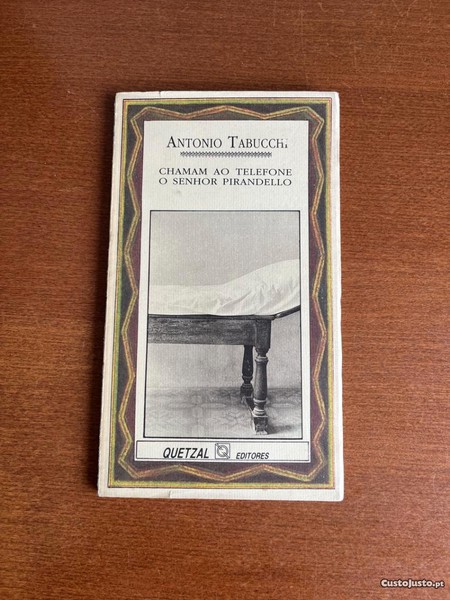 ANTONIO TABUCCHI
CHAMAM AO TELEFONE
O SENHOR PIRANDELLO
QUETZAL EDITORES
CustoJusto.pt